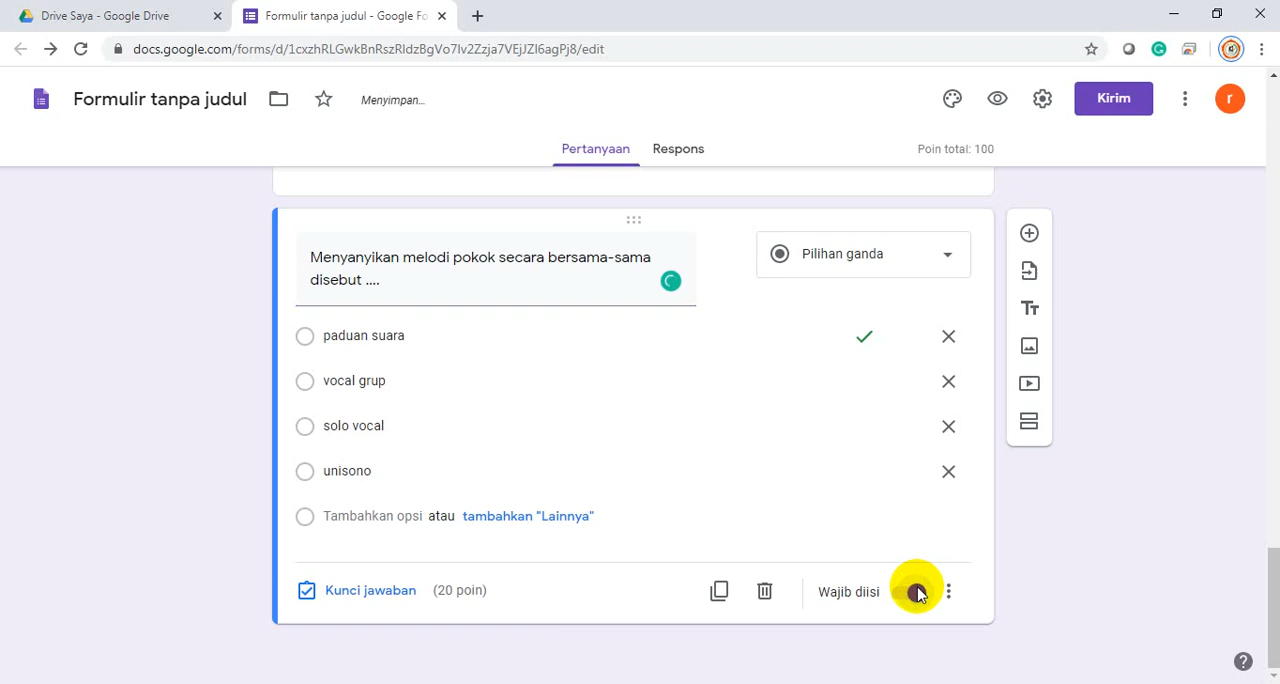 Drive Saya - Google Drive
Formulir tanpa judul - Google Fo
docs.google.com/forms/d/1cxzhRLGwkBnRszRldzBgVo7Iv2Zzja7VEjJZI6agPj8/edit
Formulir tanpa judul
Menyimpan...
Kirim
r
Pertanyaan
Respons
Poin total: 100
Menyanyikan melodi pokok secara bersama-sama
disebut ....
Pilihan ganda
paduan suara
vocal grup
solo vocal
unisono
Tambahkan opsi atau tambahkan "Lainnya"
Kunci jawaban (20 poin)
Wajib diisi